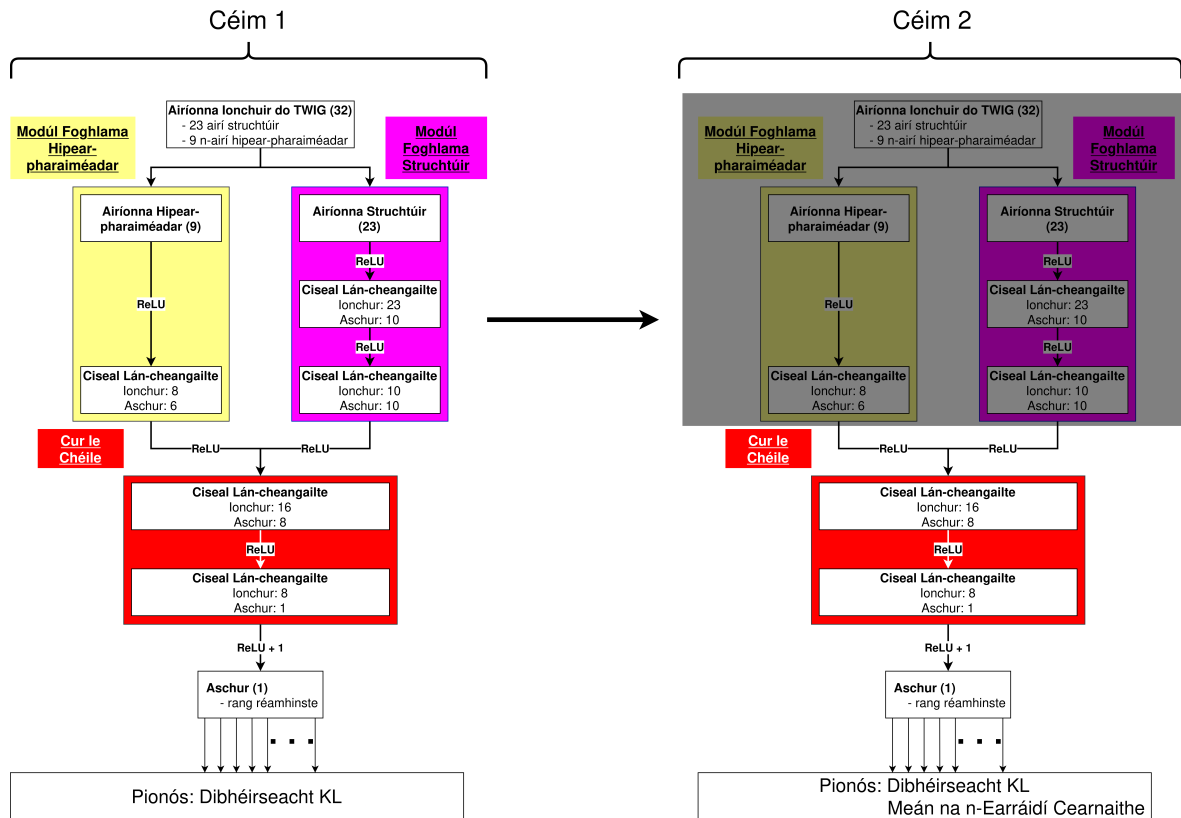 Céim 1
Airíonna Ionchuir do TWIG (32)
- 23 airí struchtúir
- 9 n-airí hipear-pharaiméadar
Modúl Foghlama
Hipear-
pharaiméadar
Modúl
Foghlama
Struchtúir
Airíonna Hipear-
pharaiméadar (9)
ReLU
Ciseal Lán-cheangailte
Ionchur: 8
Aschur: 6
Airíonna Struchtúir
(23)
ReLU
Ciseal Lán-cheangailte
Ionchur: 23
Aschur: 10
ReLU
Ciseal Lán-cheangailte
Ionchur: 10
Aschur: 10
Cur le
Chéile
ReLU
ReLU
Ciseal Lán-cheangailte
Ionchur: 16
Aschur: 8
ReLU
Ciseal Lán-cheangailte
Ionchur: 8
Aschur: 1
ReLU + 1
Aschur (1)
- rang réamhinste
Pionós: Dibhéirseacht KL
Céim 2
Airíonna Ionchuir do TWIG (32)
- 23 airí struchtúir
- 9 n-airí hipear-pharaiméadar
Modúl Foghlama
Hipear-
pharaiméadar
Modúl
Foghlama
Struchtúir
Airíonna Hipear-
pharaiméadar (9)
ReLU
Ciseal Lán-cheangailte
Ionchur: 8
Aschur: 6
Airíonna Struchtúir
(23)
ReLU
Ciseal Lán-cheangailte
Ionchur: 23
Aschur: 10
ReLU
Ciseal Lán-cheangailte
Ionchur: 10
Aschur: 10
Cur le
Chéile
ReLU
ReLU
Ciseal Lán-cheangailte
Ionchur: 16
Aschur: 8
ReLU
Ciseal Lán-cheangailte
Ionchur: 8
Aschur: 1
ReLU + 1
Aschur (1)
- rang réamhinste
Pionós: Dibhéirseacht KL
Meán na n-Earráidí Cearnaithe